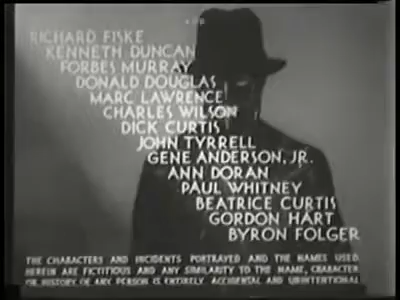 RICHARD FISKE
KENNETH DUNCAN
FORBES MURRAY
DONALD DOUGLAS
MARC LAWRENCE
CHARLES WILSON
DICK CURTIS
JOHN TYRRELL
GENE ANDERSON, JR.
ANN DORAN
PAUL WHITNEY
BEATRICE CURTIS
GORDON HART
BYRON FOLGER
THE CHARACTERS AND INCIDENTS PORTRAYED AND THE NAMES USED
HEREIN ARE FICTITIOUS AND ANY SIMILARITY TO THE NAME, CHARACTER
OR HISTORY OF ANY PERSON IS ENTIRELY ACCIDENTAL AND UNINTENTIONAL